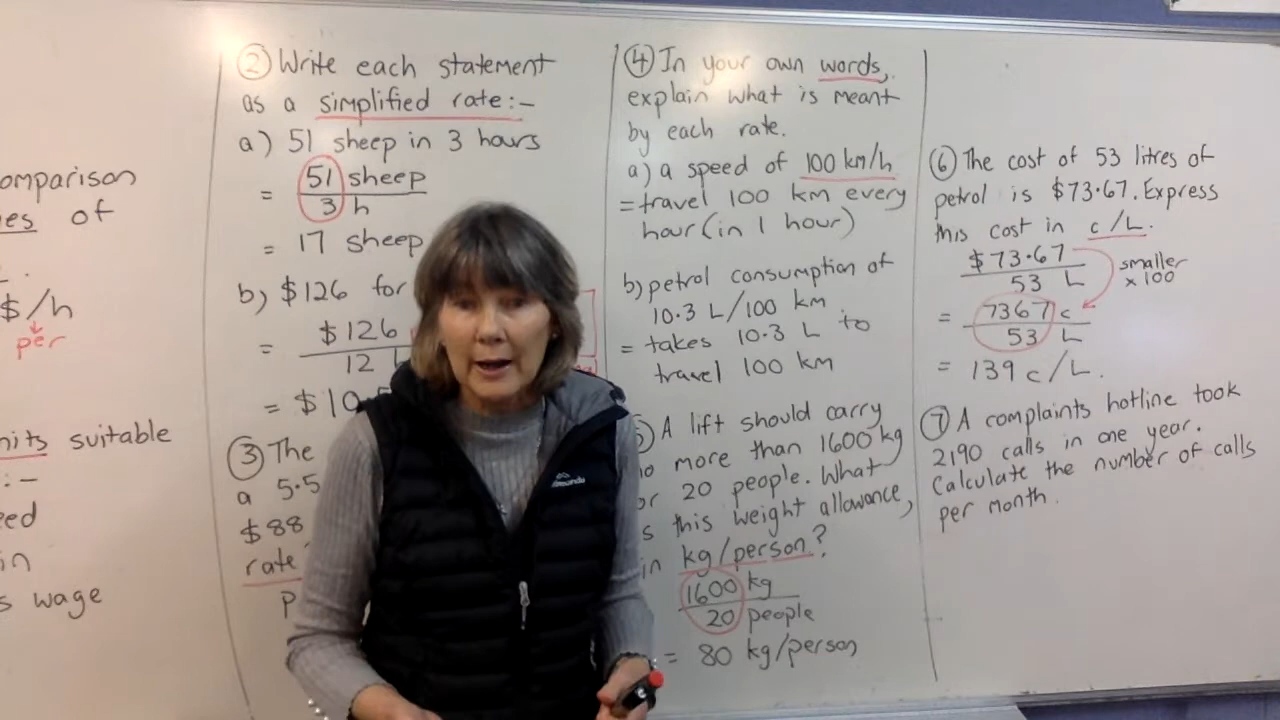 omparison
es of
$/h
per
nits suitable
:-
eed
in
s wage
② Write each statement
as a simplified rate:-
a) 51 sheep in 3 hours
= 51 sheep
3 h
= 17 sheep
b) $126 for
= $126
12
= $10.5
③ The
a 5.5
$88
rate
④ In your own words,
explain what is meant
by each rate.
a) a speed of 100 km/h
= travel 100 km every
hour (in 1 hour)
b) petrol consumption of
10.3 L/100 km
= takes 10.3 L to
travel 100 km
A lift should carry
no more than 1600 kg
or 20 people. What
s this weight allowance,
in kg/person?
1600 kg
20 people
= 80 kg/person
⑥ The cost of 53 litres of
petrol is $73.67. Express
this cost in c/L.
$73.67
53 L
smaller
x 100
= 7367 c
53 L
= 139 c/L.
⑦ A complaints hotline took
2190 calls in one year.
Calculate the number of calls
per month.